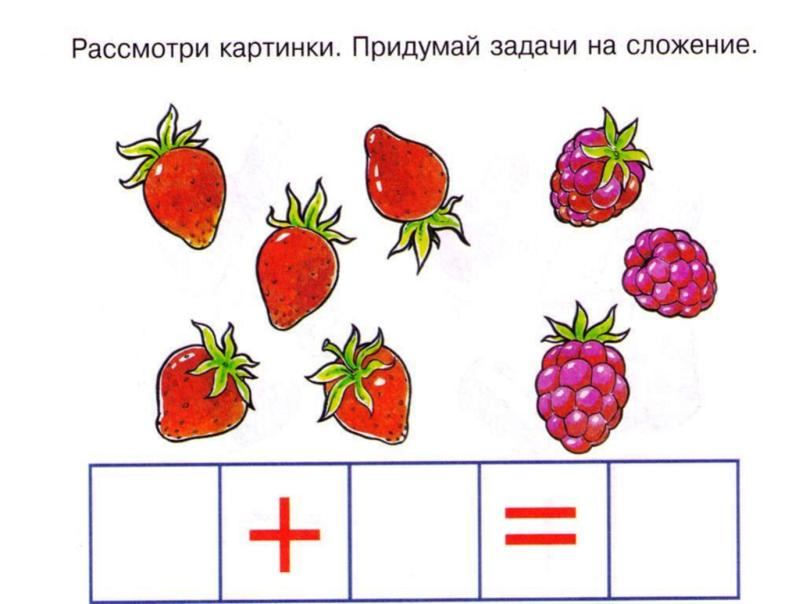 Рассмотри картинки. Придумай задачи на сложение.
+ =